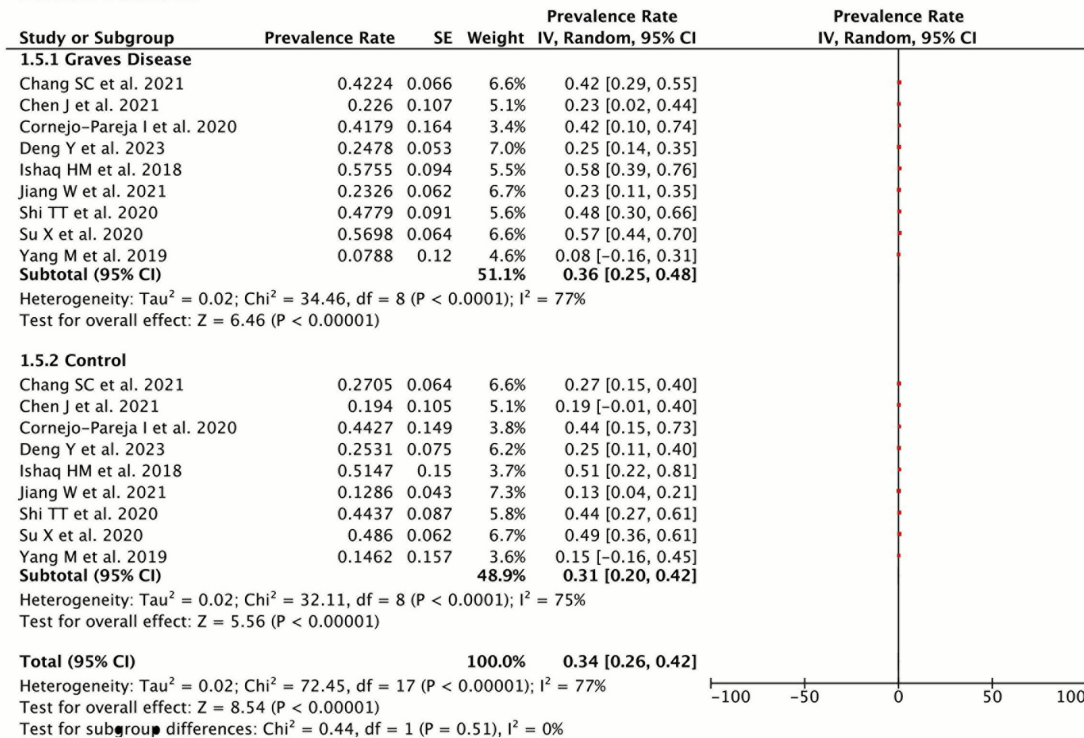 Prevalence Rate Prevalence Rate
Study or Subgroup Prevalence Rate SE Weight IV, Random, 95% CI IV, Random, 95% CI
1.5.1 Graves Disease
Chang SC et al. 2021 0.4224 0.066 6.6% 0.42 [0.29, 0.55]
Chen J et al. 2021 0.226 0.107 5.1% 0.23 [0.02, 0.44]
Cornejo-Pareja I et al. 2020 0.4179 0.164 3.4% 0.42 [0.10, 0.74]
Deng Y et al. 2023 0.2478 0.053 7.0% 0.25 [0.14, 0.35]
Ishaq HM et al. 2018 0.5755 0.094 5.5% 0.58 [0.39, 0.76]
Jiang W et al. 2021 0.2326 0.062 6.7% 0.23 [0.11, 0.35]
Shi TT et al. 2020 0.4779 0.091 5.6% 0.48 [0.30, 0.66]
Su X et al. 2020 0.5698 0.064 6.6% 0.57 [0.44, 0.70]
Yang M et al. 2019 0.0788 0.12 4.6% 0.08 [-0.16, 0.31]
Subtotal (95% CI) 51.1% 0.36 [0.25, 0.48]
Heterogeneity: Tau² = 0.02; Chi² = 34.46, df = 8 (P < 0.0001); I² = 77%
Test for overall effect: Z = 6.46 (P < 0.00001)
1.5.2 Control
Chang SC et al. 2021 0.2705 0.064 6.6% 0.27 [0.15, 0.40]
Chen J et al. 2021 0.194 0.105 5.1% 0.19 [-0.01, 0.40]
Cornejo-Pareja I et al. 2020 0.4427 0.149 3.8% 0.44 [0.15, 0.73]
Deng Y et al. 2023 0.2531 0.075 6.2% 0.25 [0.11, 0.40]
Ishaq HM et al. 2018 0.5147 0.15 3.7% 0.51 [0.22, 0.81]
Jiang W et al. 2021 0.1286 0.043 7.3% 0.13 [0.04, 0.21]
Shi TT et al. 2020 0.4437 0.087 5.8% 0.44 [0.27, 0.61]
Su X et al. 2020 0.486 0.062 6.7% 0.49 [0.36, 0.61]
Yang M et al. 2019 0.1462 0.157 3.6% 0.15 [-0.16, 0.45]
Subtotal (95% CI) 48.9% 0.31 [0.20, 0.42]
Heterogeneity: Tau² = 0.02; Chi² = 32.11, df = 8 (P < 0.0001); I² = 75%
Test for overall effect: Z = 5.56 (P < 0.00001)
Total (95% CI) 100.0% 0.34 [0.26, 0.42]
Heterogeneity: Tau² = 0.02; Chi² = 72.45, df = 17 (P < 0.00001); I² = 77%
-100 -50 0 50 100
Test for overall effect: Z = 8.54 (P < 0.00001)
Test for subgroup differences: Chi² = 0.44, df = 1 (P = 0.51), I² = 0%